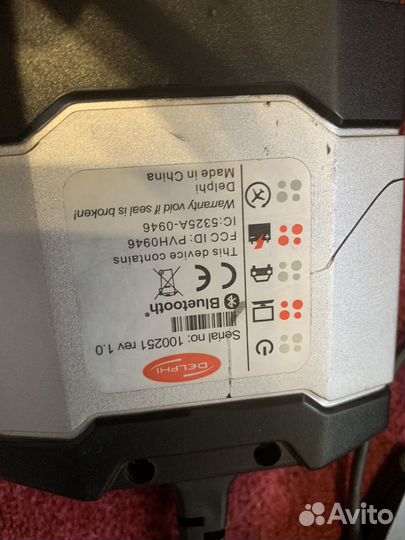 DELPHI
Serial no: 100251 rev 1.0
Bluetooth®
CE
This device contains
FCC ID: PVH0946
IC:5325A-0946
Warranty void if seal is broken!
Delphi
Made in China
Avito